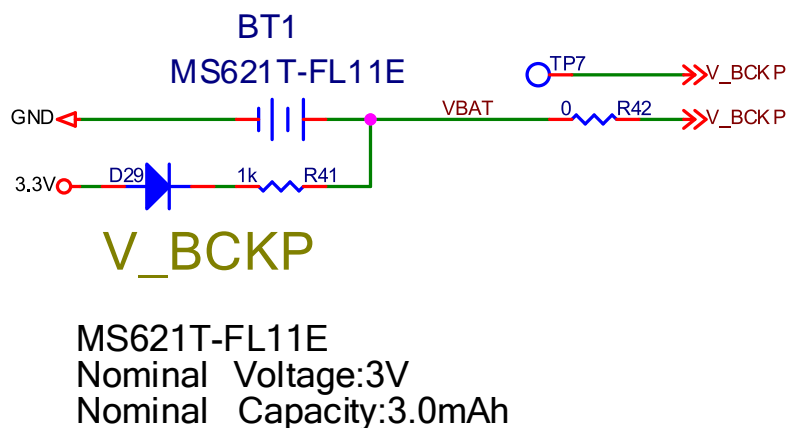 BT1
MS621T-FL11E
TP7
V_BCKP
GND
VBAT
0
R42
V_BCKP
3.3V
D29
1k
R41
V_BCKP
MS621T-FL11E
Nominal Voltage:3V
Nominal Capacity:3.0mAh